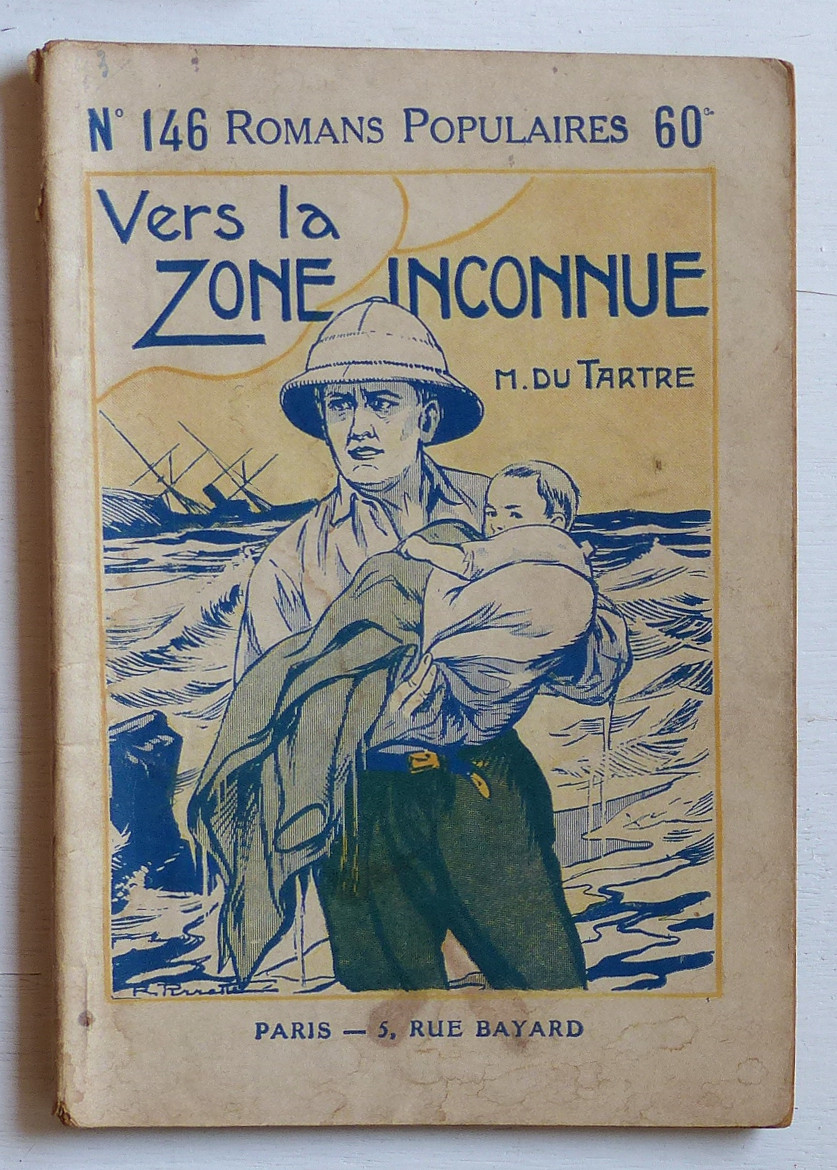 N° 146 ROMANS POPULAIRES 60c.
Vers la
ZONE INCONNUE
M. DU TARTRE
PARIS — 5, RUE BAYARD